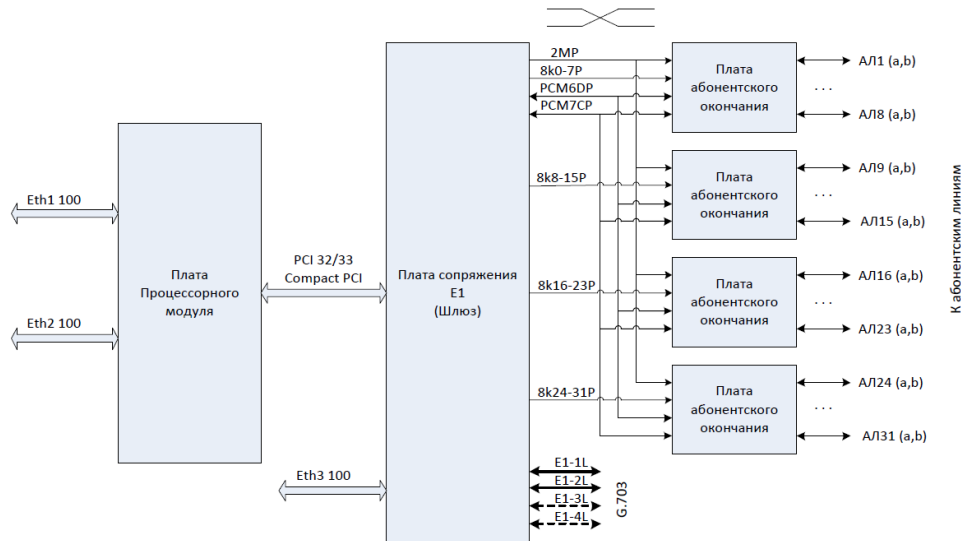 2MP
8k0-7P
PCM6DP
PCM7CP
Плата
абонентского
окончания
АЛ1 (a,b)
. . .
АЛ8 (a,b)
8k8-15P
Плата
абонентского
окончания
АЛ9 (a,b)
. . .
АЛ15 (a,b)
Eth1 100
Плата
Процессорного
модуля
PCI 32/33
Compact PCI
Плата сопряжения
E1
(Шлюз)
8k16-23P
Плата
абонентского
окончания
АЛ16 (a,b)
. . .
АЛ23 (a,b)
Eth2 100
8k24-31P
Плата
абонентского
окончания
АЛ24 (a,b)
. . .
АЛ31 (a,b)
К абонентским линиям
Eth3 100
E1-1L
E1-2L
E1-3L
E1-4L
G.703